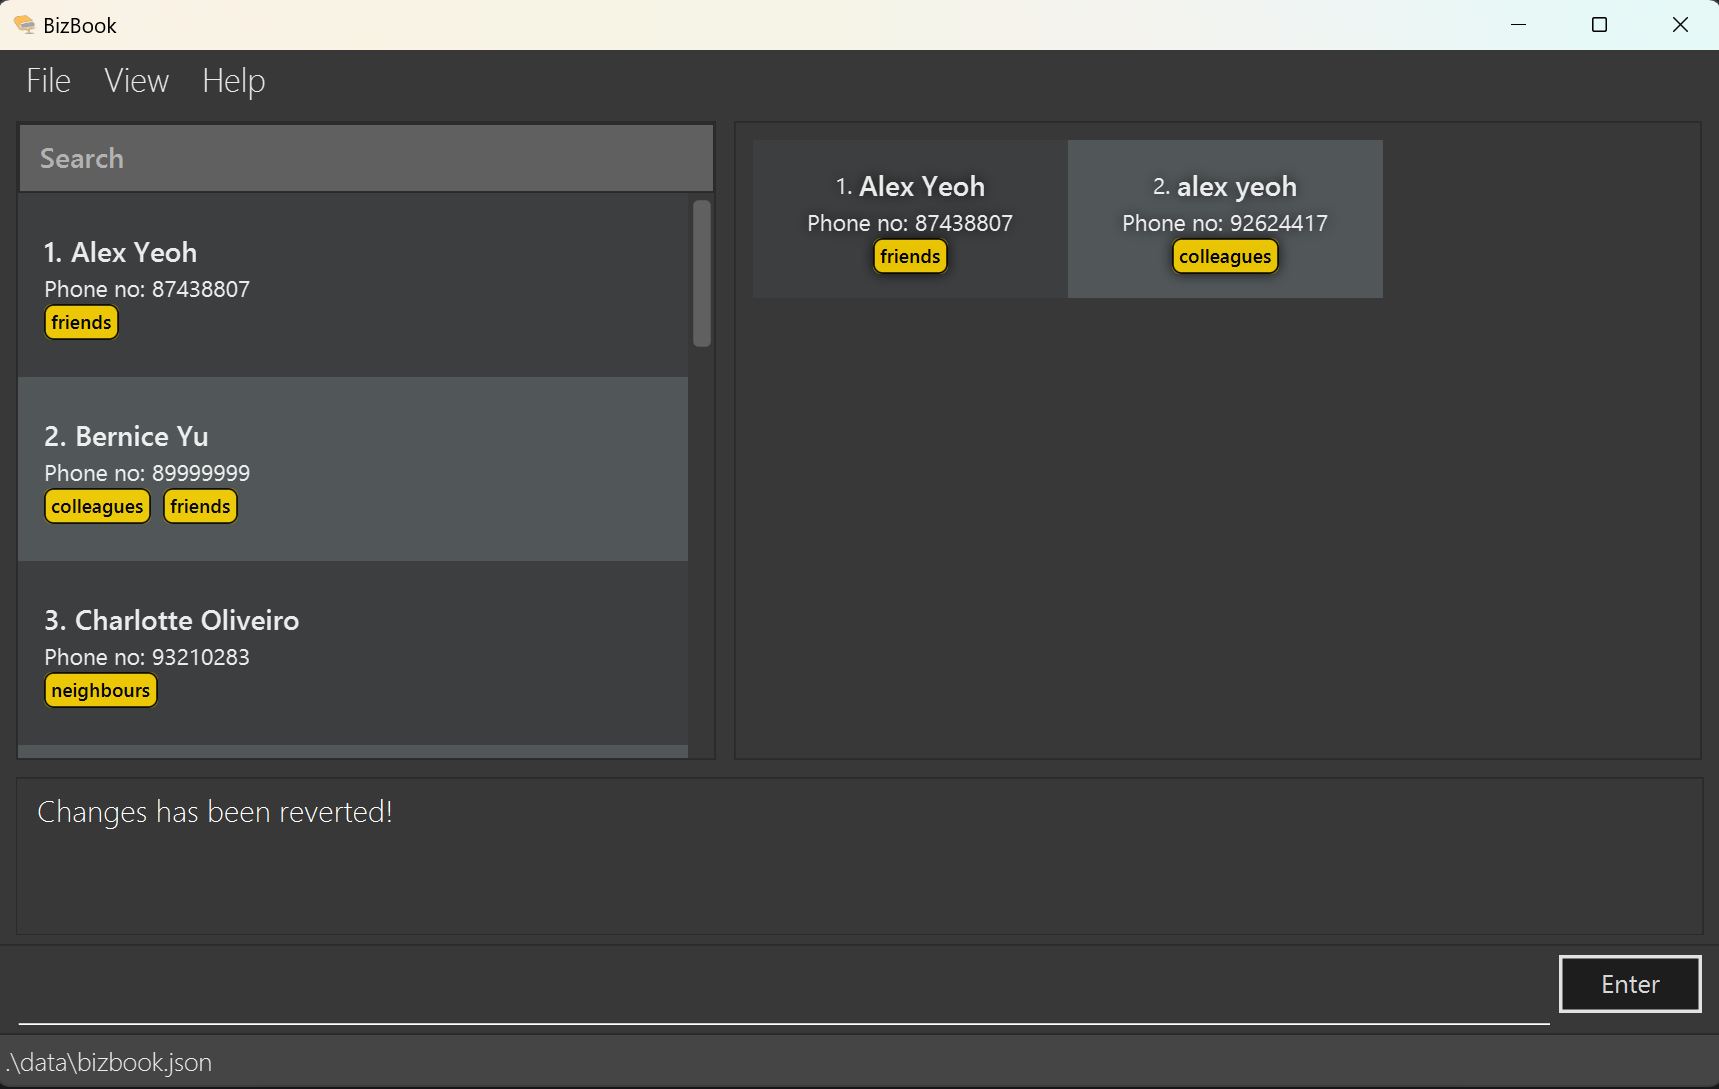 BizBook
File View Help
Search
1. Alex Yeoh
Phone no: 87438807
friends
2. Bernice Yu
Phone no: 89999999
colleagues friends
3. Charlotte Oliveiro
Phone no: 93210283
neighbours
1. Alex Yeoh
Phone no: 87438807
friends
2. alex yeoh
Phone no: 92624417
colleagues
Changes has been reverted!
Enter
.\data\bizbook.json